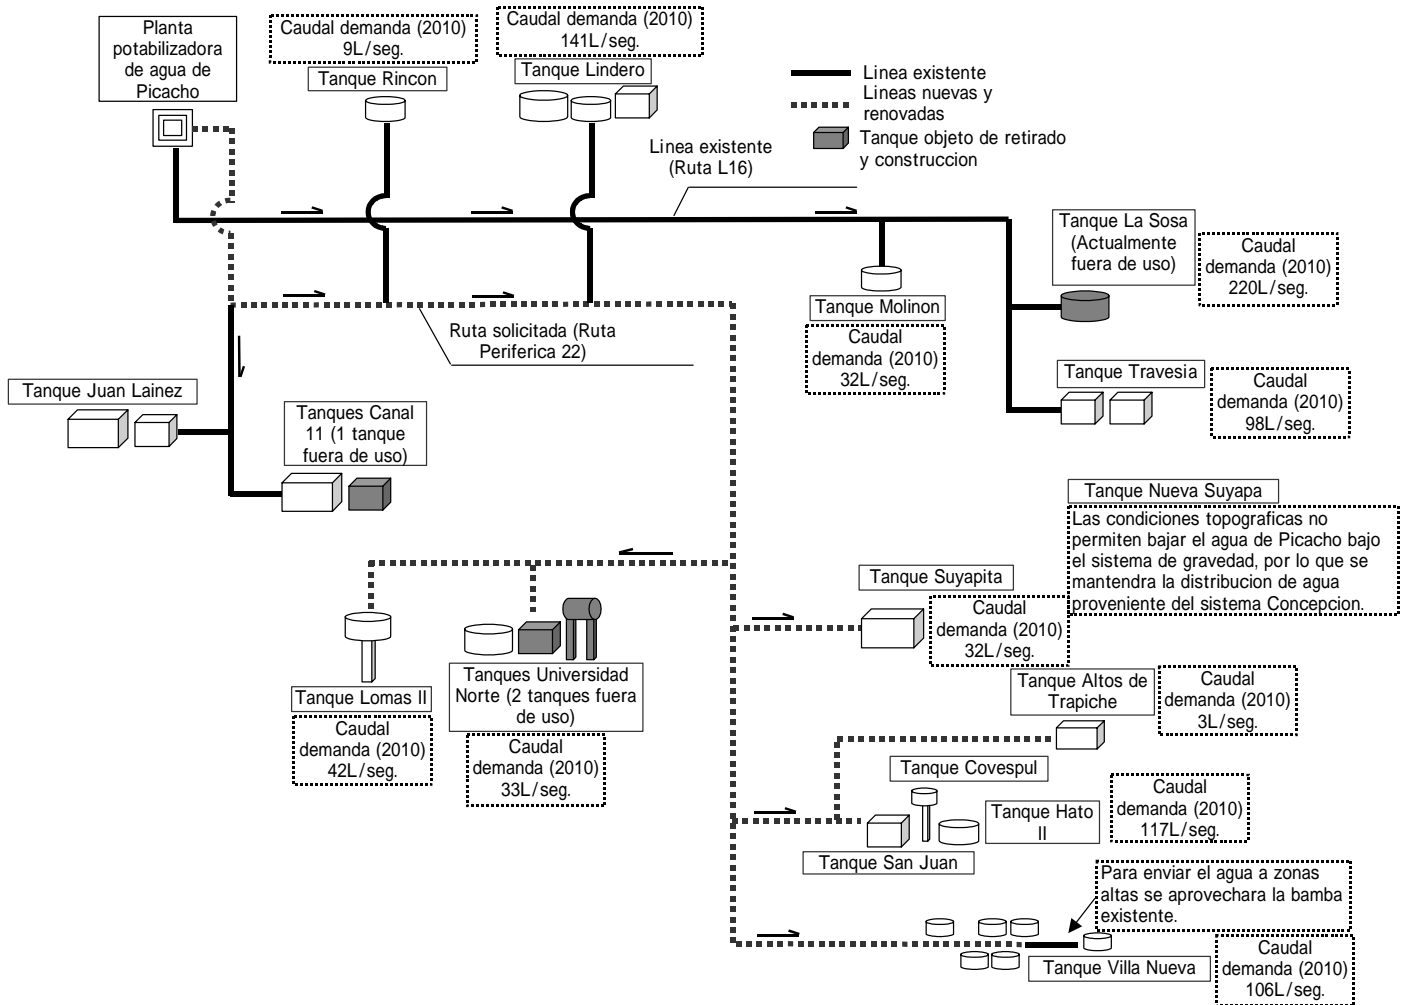 Planta
potabilizadora
de agua de
Picacho
Caudal demanda (2010)
9L/seg.
Tanque Rincon
Caudal demanda (2010)
141L/seg.
Tanque Lindero
Linea existente
Lineas nuevas y
renovadas
Tanque objeto de retirado
y construccion
Linea existente
(Ruta L16)
Tanque La Sosa
(Actualmente
fuera de uso)
Caudal
demanda (2010)
220L/seg.
Tanque Molinon
Caudal
demanda (2010)
32L/seg.
Ruta solicitada (Ruta
Periferica 22)
Tanque Travesia
Caudal
demanda (2010)
98L/seg.
Tanque Juan Lainez
Tanques Canal
11 (1 tanque
fuera de uso)
Tanque Nueva Suyapa
Las condiciones topograficas no
permiten bajar el agua de Picacho bajo
el sistema de gravedad, por lo que se
mantendra la distribucion de agua
proveniente del sistema Concepcion.
Tanque Suyapita
Caudal
demanda (2010)
32L/seg.
Tanque Lomas II
Caudal
demanda (2010)
42L/seg.
Tanques Universidad
Norte (2 tanques fuera
de uso)
Caudal
demanda (2010)
33L/seg.
Tanque Altos de
Trapiche
Caudal
demanda (2010)
3L/seg.
Tanque Covespul
Tanque Hato
II
Caudal
demanda (2010)
117L/seg.
Tanque San Juan
Para enviar el agua a zonas
altas se aprovechara la bamba
existente.
Tanque Villa Nueva
Caudal
demanda (2010)
106L/seg.